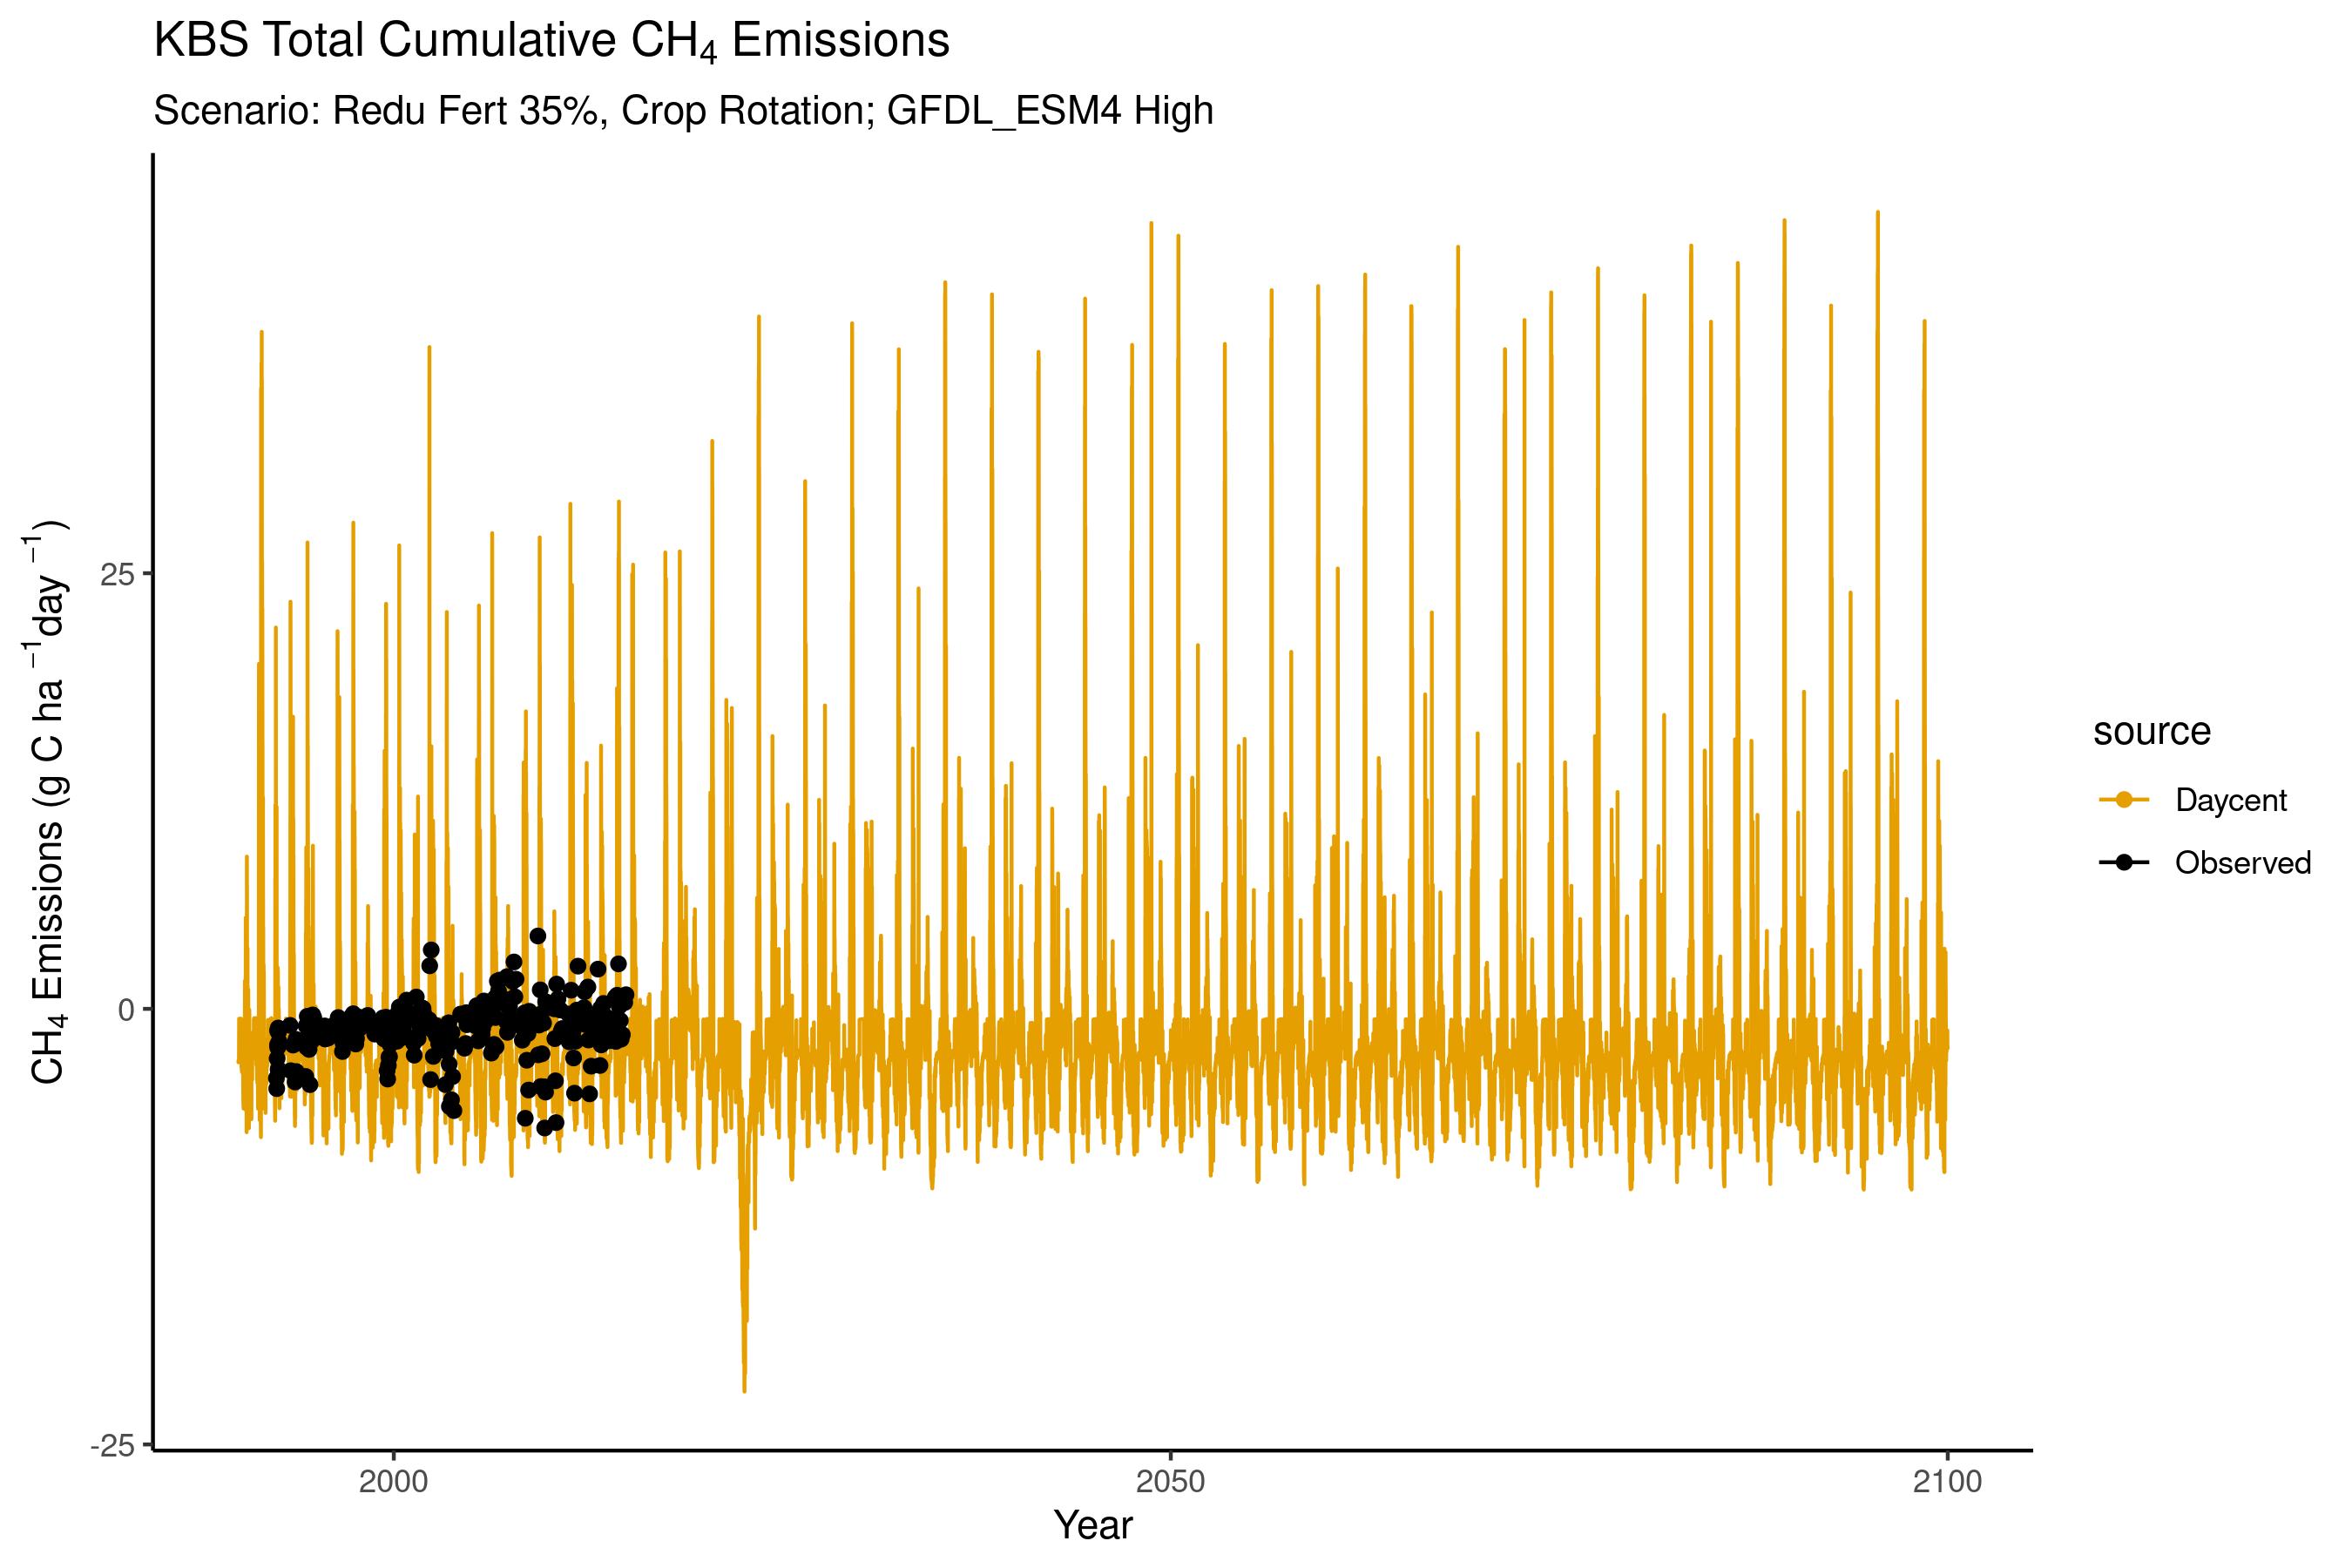 KBS Total Cumulative CH₄ Emissions
Scenario: Redu Fert 35%, Crop Rotation; GFDL_ESM4 High
CH₄ Emissions (g C ha ⁻¹day ⁻¹)
25
0
-25
2000
2050
2100
Year
source
Daycent
Observed